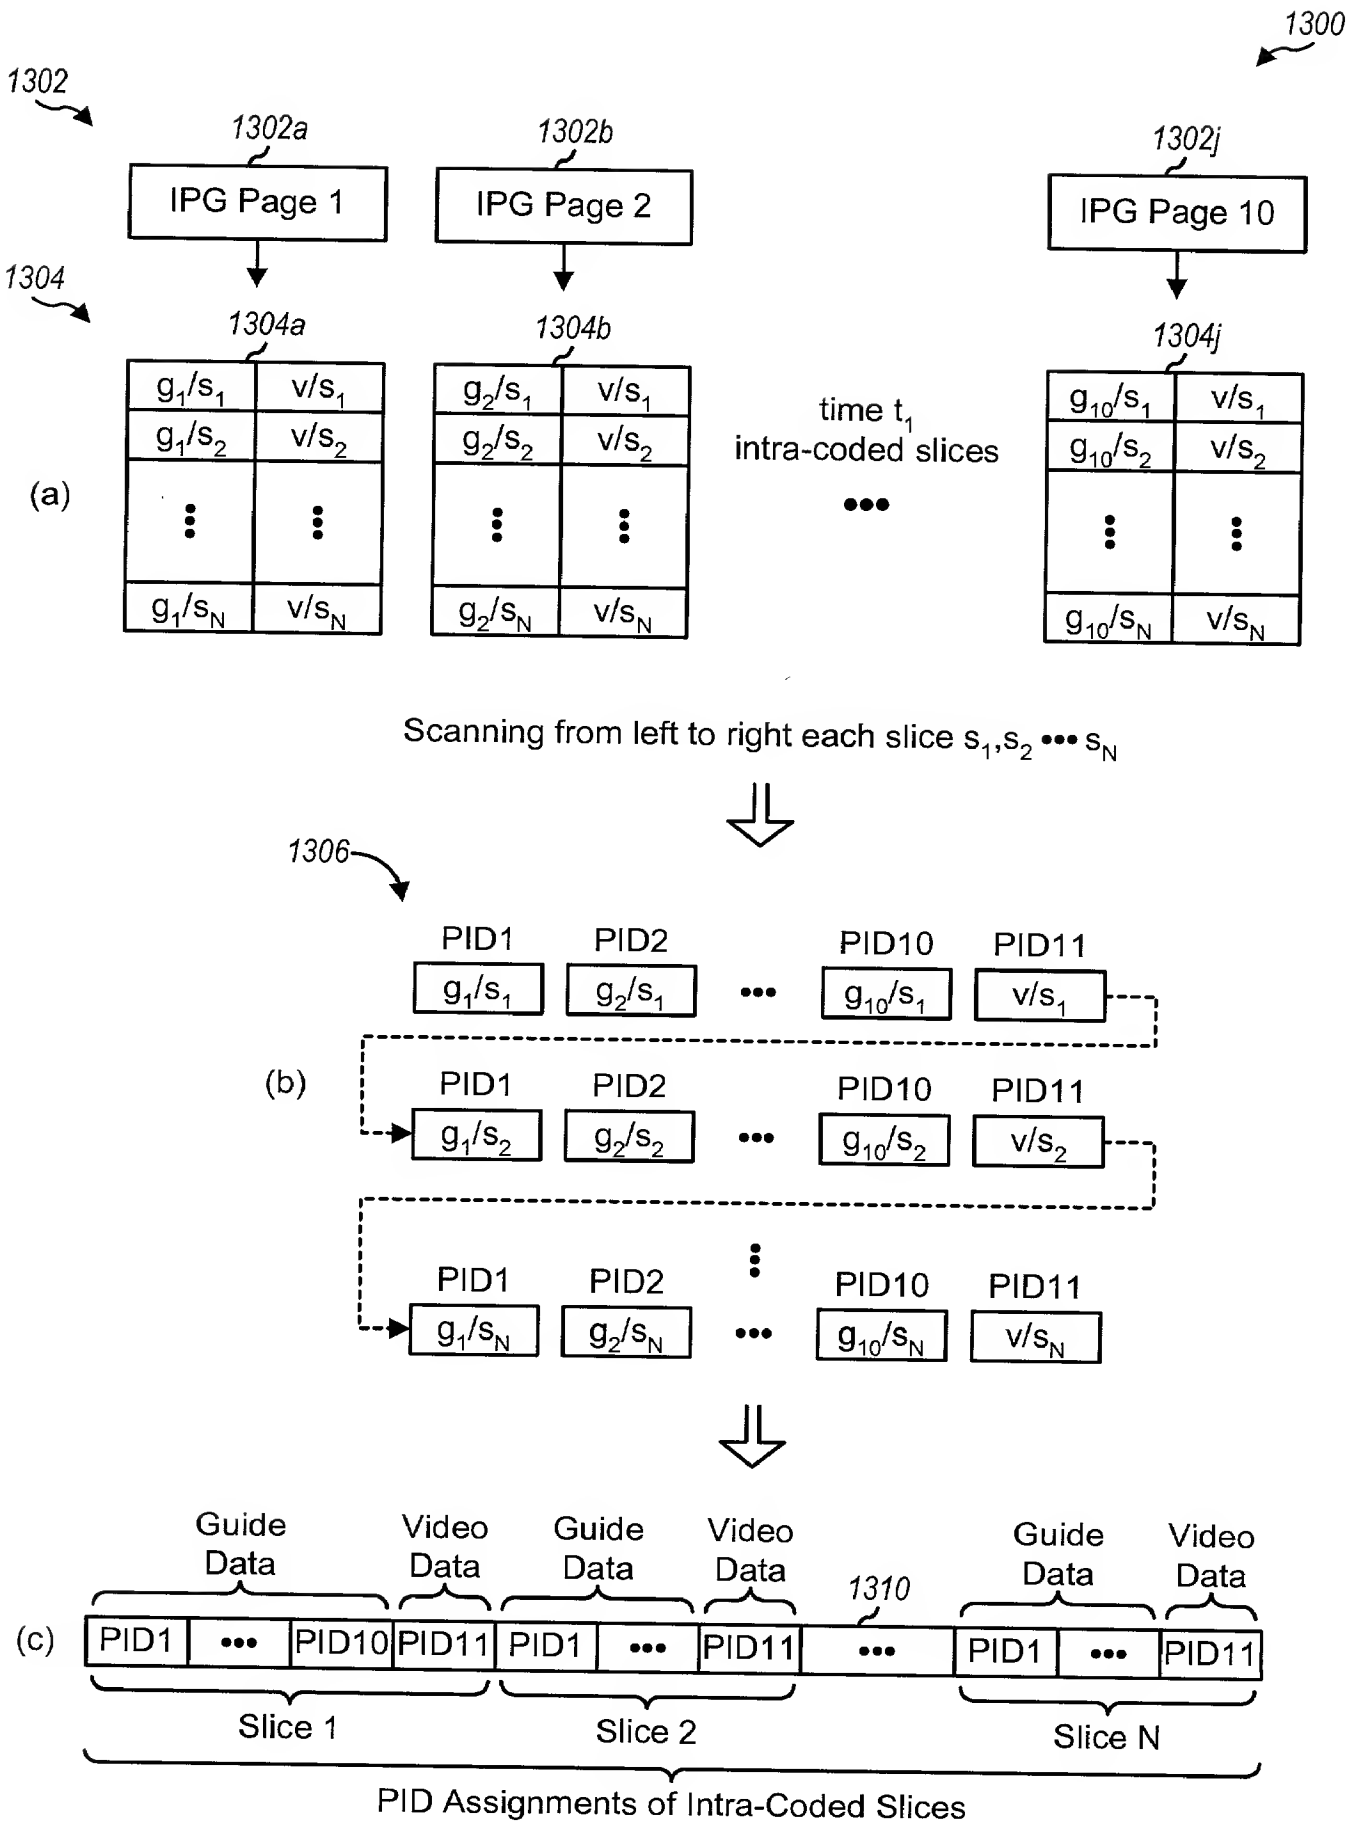 1300
1302
1302a
1302b
1302j
IPG Page 1
IPG Page 2
IPG Page 10
1304
1304a
1304b
1304j
g1/s1 v/s1
g2/s1 v/s1
g10/s1 v/s1
g1/s2 v/s2
g2/s2 v/s2
g10/s2 v/s2
time t1
intra-coded slices
•••
(a)
g1/sN v/sN
g2/sN v/sN
g10/sN v/sN
Scanning from left to right each slice s1,s2 ••• sN
1306
PID1 PID2 PID10 PID11
g1/s1 g2/s1 ••• g10/s1 v/s1
(b)
PID1 PID2 PID10 PID11
g1/s2 g2/s2 ••• g10/s2 v/s2
PID1 PID2 PID10 PID11
g1/sN g2/sN ••• g10/sN v/sN
Guide Data
Video Data
Guide Data
Video Data
Guide Data
Video Data
1310
(c)
PID1 ••• PID10 PID11 PID1 ••• PID11 ••• PID1 ••• PID11
Slice 1
Slice 2
Slice N
PID Assignments of Intra-Coded Slices